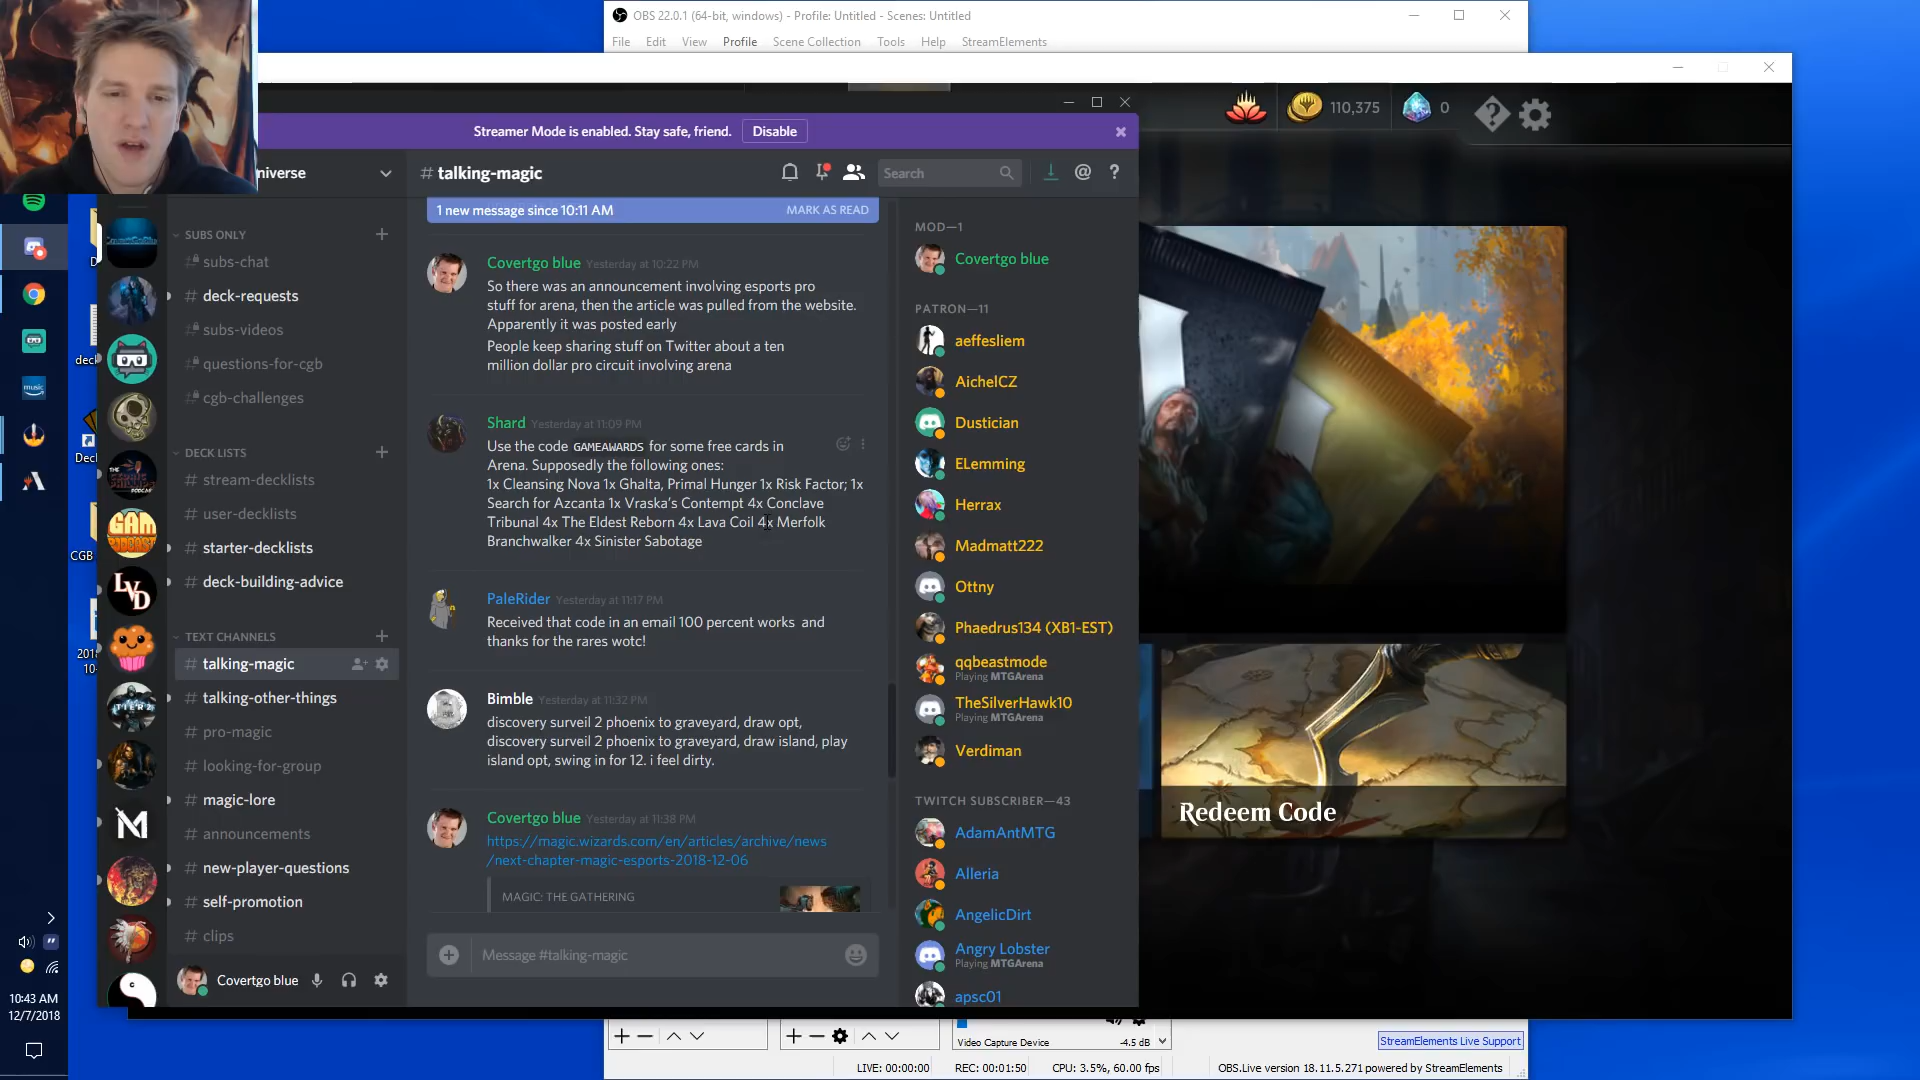 OBS 22.0.1 (64-bit, windows) - Profile: Untitled - Scenes: Untitled
File Edit View Profile Scene Collection Tools Help StreamElements
110,375
0
Streamer Mode is enabled. Stay safe, friend. Disable
niverse
# talking-magic
Search
1 new message since 10:11 AM MARK AS READ
SUBS ONLY
subs-chat
deck-requests
subs-videos
questions-for-cgb
cgb-challenges
DECK LISTS
# stream-decklists
# user-decklists
# starter-decklists
# deck-building-advice
TEXT CHANNELS
# talking-magic
# talking-other-things
# pro-magic
# looking-for-group
# magic-lore
# announcements
# new-player-questions
# self-promotion
# clips
Covertgo blue
Covertgo blue Yesterday at 10:22 PM
So there was an announcement involving esports pro
stuff for arena, then the article was pulled from the website.
Apparently it was posted early
People keep sharing stuff on Twitter about a ten
million dollar pro circuit involving arena
Shard Yesterday at 11:09 PM
Use the code GAMEAWARDS for some free cards in
Arena. Supposedly the following ones:
1x Cleansing Nova 1x Ghalta, Primal Hunger 1x Risk Factor; 1x
Search for Azcanta 1x Vraska's Contempt 4x Conclave
Tribunal 4x The Eldest Reborn 4x Lava Coil 4x Merfolk
Branchwalker 4x Sinister Sabotage
PaleRider Yesterday at 11:17 PM
Received that code in an email 100 percent works and
thanks for the rares wotc!
Bimble Yesterday at 11:32 PM
discovery surveil 2 phoenix to graveyard, draw opt,
discovery surveil 2 phoenix to graveyard, draw island, play
island opt, swing in for 12. i feel dirty.
Covertgo blue Yesterday at 11:38 PM
https://magic.wizards.com/en/articles/archive/news
/next-chapter-magic-esports-2018-12-06
MAGIC: THE GATHERING
Message #talking-magic
MOD—1
Covertgo blue
PATRON—11
aeffesliem
AichelCZ
Dustician
ELemming
Herrax
Madmatt222
Ottny
Phaedrus134 (XB1-EST)
qqbeastmode
Playing MTGArena
TheSilverHawk10
Playing MTGArena
Verdiman
TWITCH SUBSCRIBER—43
AdamAntMTG
Alleria
AngelicDirt
Angry Lobster
Playing MTGArena
apsc01
Redeem Code
music
Decl
CGB
LVD
TIER2
M
10:43 AM
12/7/2018
Video Capture Device -4.5 dB
StreamElements Live Support
LIVE: 00:00:00 REC: 00:01:50 CPU: 3.5%, 60.00 fps OBS.Live version 18.11.5.271 powered by StreamElements